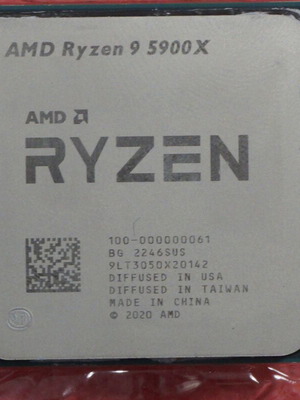 AMD Ryzen 9 5900X
AMD
RYZEN
100-000000061
BG 2246SUS
9LT3050X20142
DIFFUSED IN USA
DIFFUSED IN TAIWAN
MADE IN CHINA
© 2020 AMD